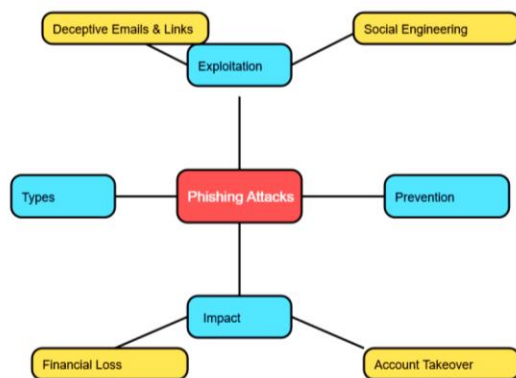 Deceptive Emails & Links
Social Engineering
Exploitation
Types
Phishing Attacks
Prevention
Impact
Financial Loss
Account Takeover